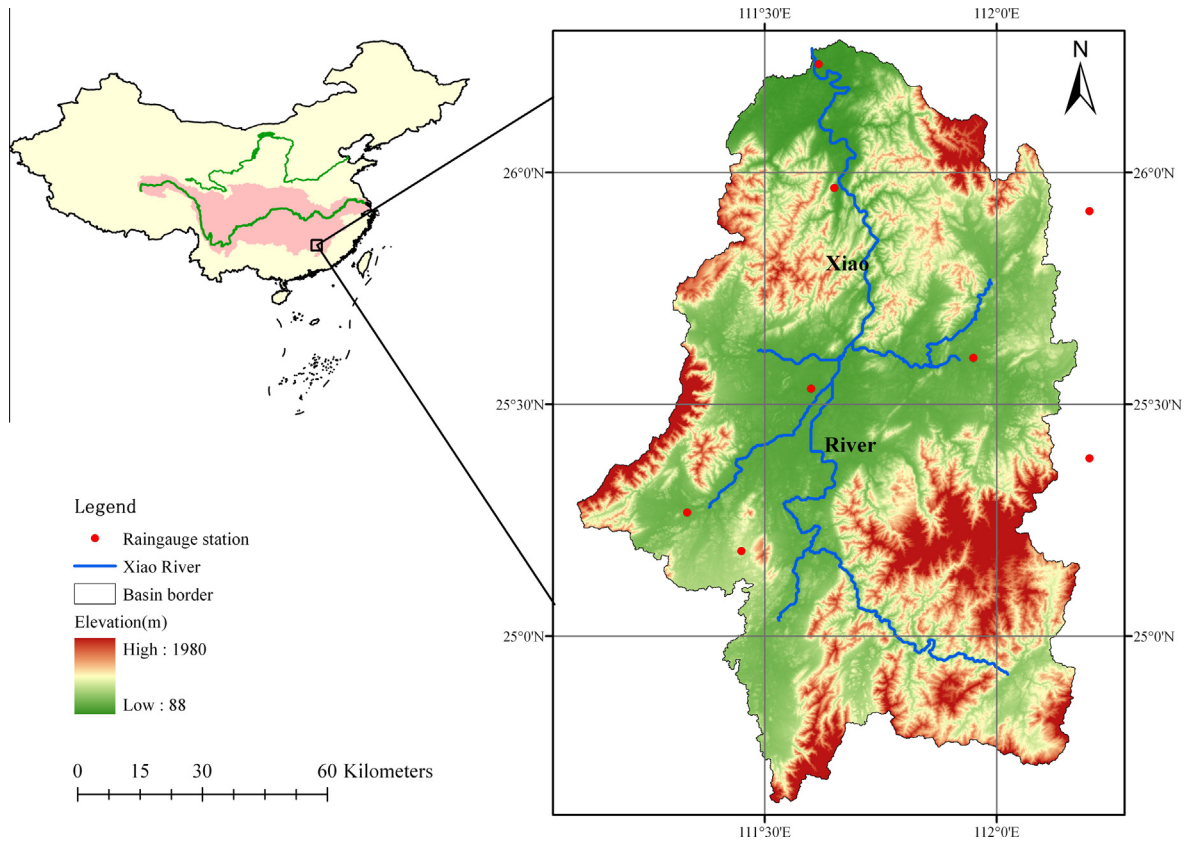 111°30'E
112°0'E
N
26°0'N
26°0'N
Xiao
25°30'N
25°30'N
River
Legend
Raingauge station
Xiao River
Basin border
Elevation(m)
High : 1980
Low : 88
25°0'N
25°0'N
0 15 30 60 Kilometers
111°30'E
112°0'E